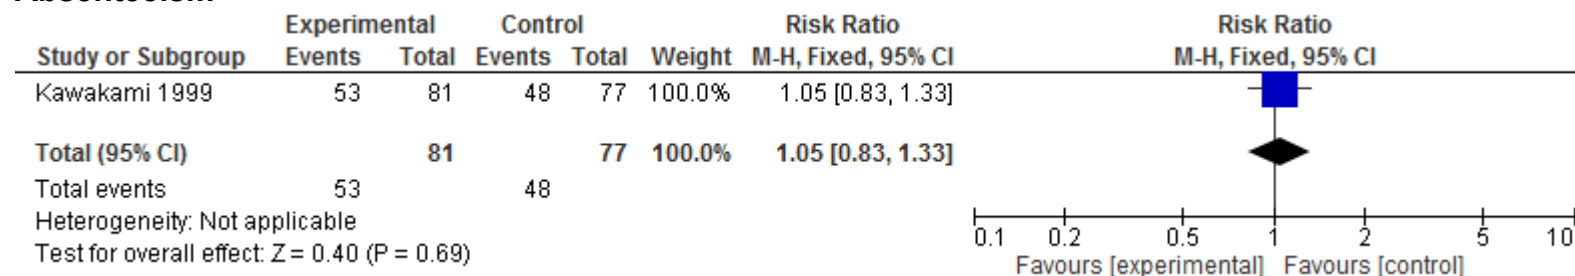 Absenteeism
Experimental Control Risk Ratio Risk Ratio
Study or Subgroup Events Total Events Total Weight M-H, Fixed, 95% CI M-H, Fixed, 95% CI
Kawakami 1999 53 81 48 77 100.0% 1.05 [0.83, 1.33]
Total (95% CI) 81 77 100.0% 1.05 [0.83, 1.33]
Total events 53 48
Heterogeneity: Not applicable
Test for overall effect: Z = 0.40 (P = 0.69)
0.1 0.2 0.5 1 2 5 10
Favours [experimental] Favours [control]